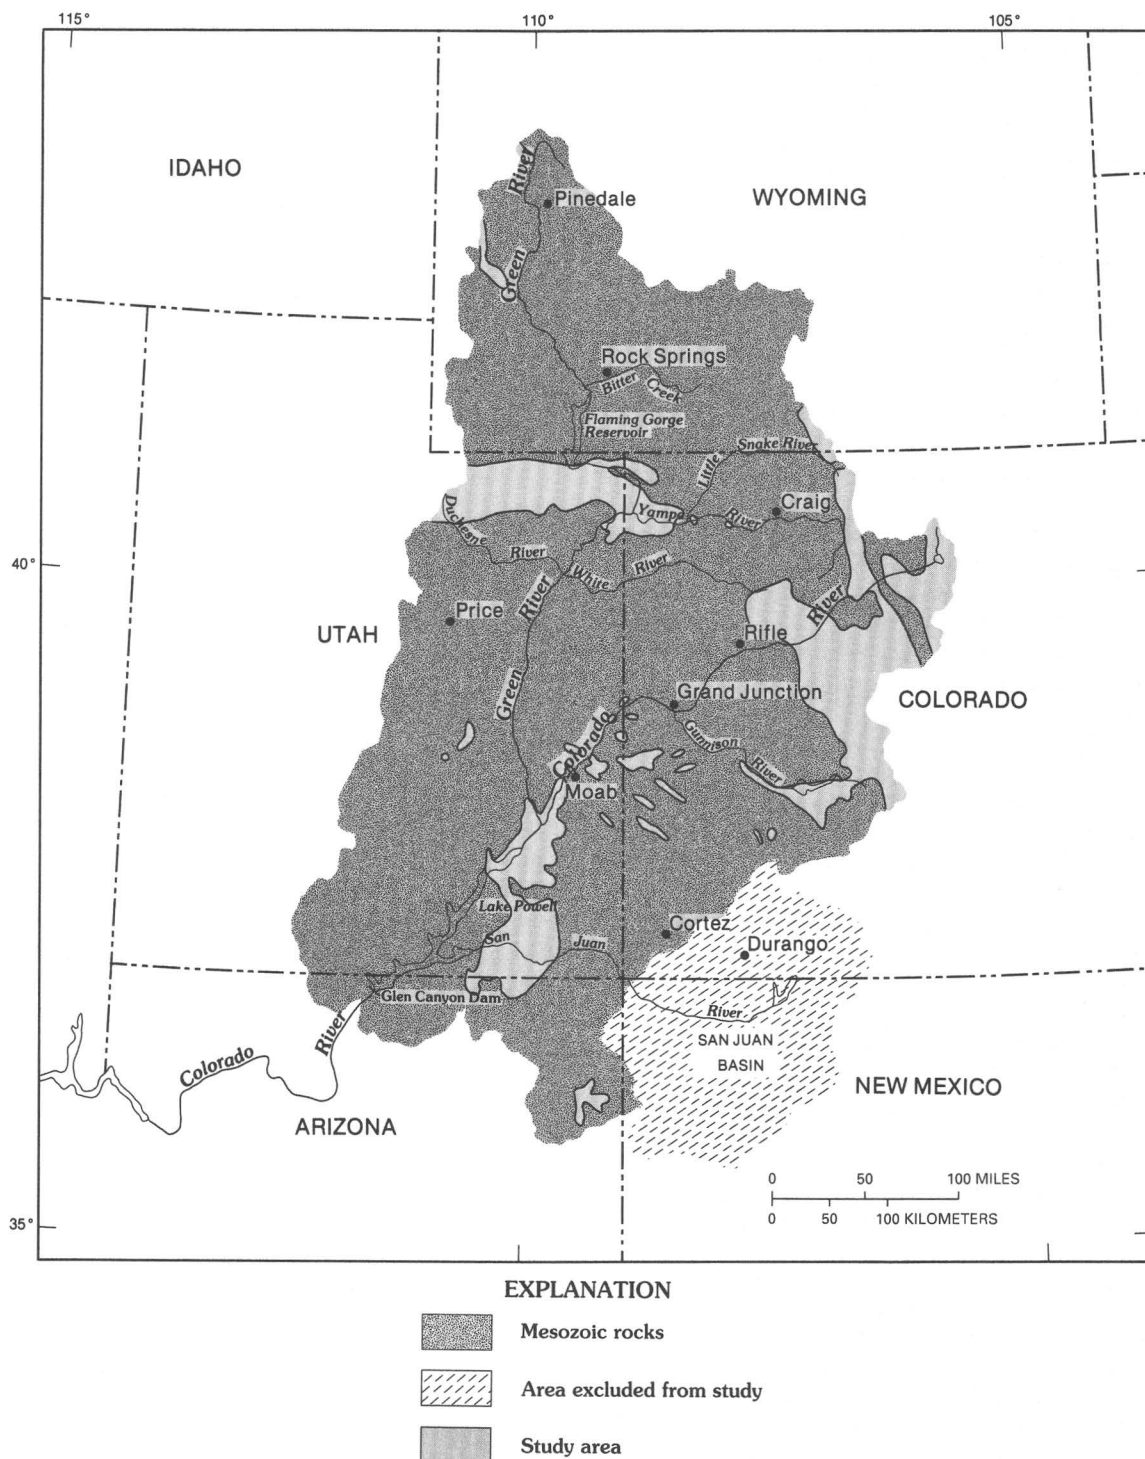 115°
110°
105°
IDAHO
WYOMING
River
Pinedale
Green
Rock Springs
Bitter
Creek
Flaming Gorge
Reservoir
Snake River
Little
Craig
Yampa
River
Duchesne
River
White
River
40°
River
River
Price
UTAH
Rifle
Green
Grand Junction
COLORADO
Colorado
Gunnison
River
Moab
Lake Powell
Cortez
San
Juan
Durango
Glen Canyon Dam
River
River
SAN JUAN
BASIN
Colorado
NEW MEXICO
ARIZONA
0 50 100 MILES
0 50 100 KILOMETERS
35°
EXPLANATION
Mesozoic rocks
Area excluded from study
Study area